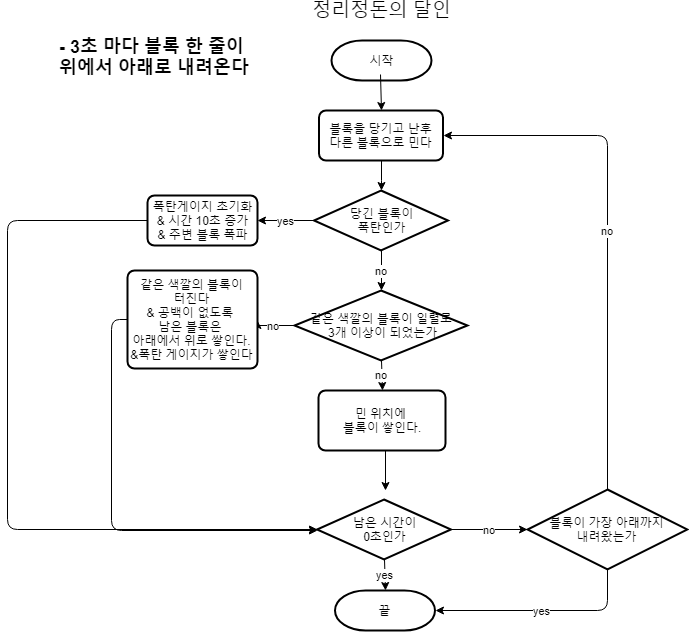 정리정돈의 달인
- 3초 마다 블록 한 줄이
위에서 아래로 내려온다
시작
블록을 당기고 난후
다른 블록으로 민다
당긴 블록이
폭탄인가
yes
폭탄게이지 초기화
& 시간 10초 증가
& 주변 블록 폭파
no
같은 색깔의 블록이 일렬로
3개 이상이 되었는가
no
같은 색깔의 블록이
터진다
& 공백이 없도록
남은 블록은
아래에서 위로 쌓인다.
&폭탄 게이지가 쌓인다
no
민 위치에
블록이 쌓인다.
남은 시간이
0초인가
no
블록이 가장 아래까지
내려왔는가
no
yes
끝
yes